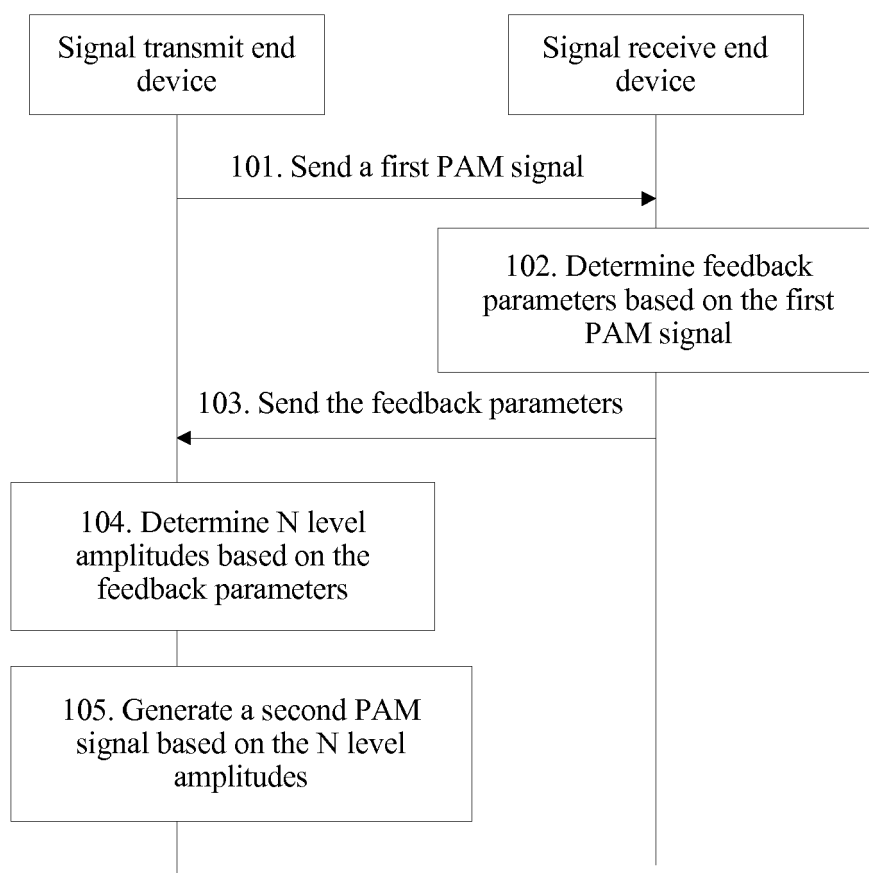 Signal transmit end
device
Signal receive end
device
101. Send a first PAM signal
102. Determine feedback
parameters based on the first
PAM signal
103. Send the feedback parameters
104. Determine N level
amplitudes based on the
feedback parameters
105. Generate a second PAM
signal based on the N level
amplitudes